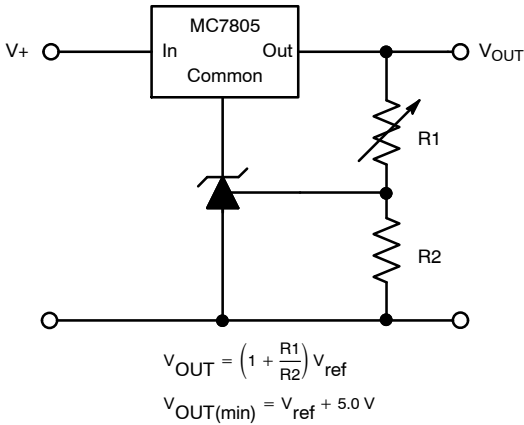 MC7805
V+
In
Out
VOUT
Common
R1
R2
VOUT = (1 + R1/R2) Vref
VOUT(min) = Vref + 5.0 V